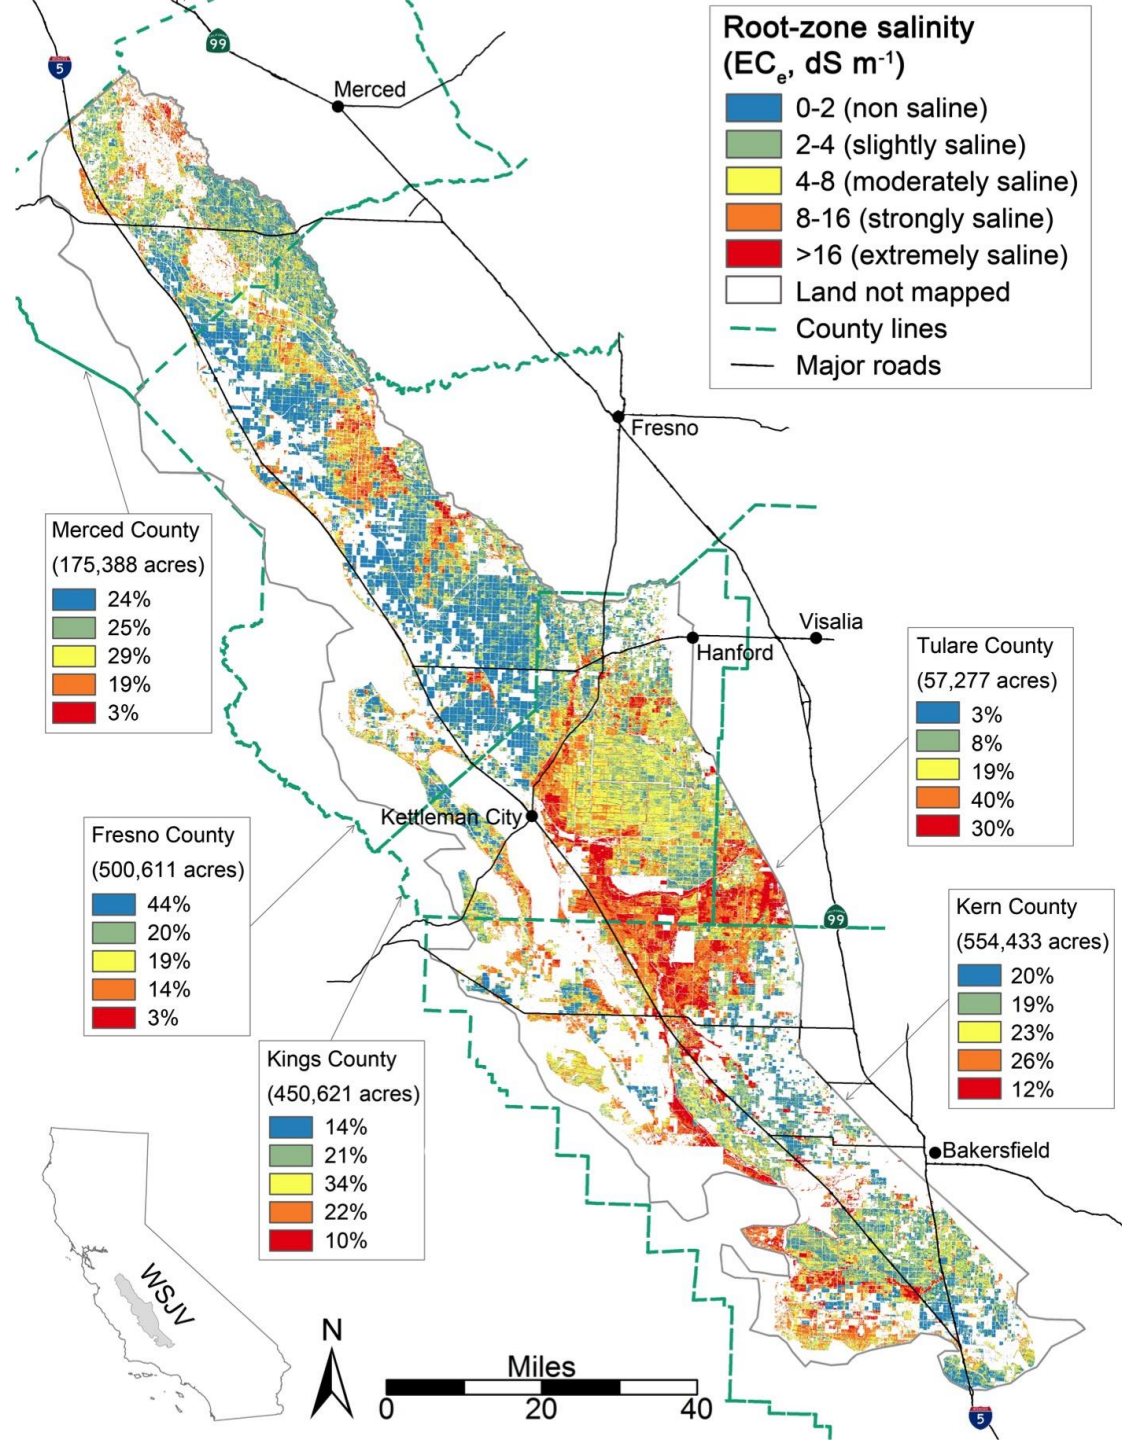 Root-zone salinity
(ECe, dS m-1)
0-2 (non saline)
2-4 (slightly saline)
4-8 (moderately saline)
8-16 (strongly saline)
>16 (extremely saline)
Land not mapped
County lines
Major roads
99
5
Merced
Fresno
Merced County
(175,388 acres)
24%
25%
29%
19%
3%
Visalia
Hanford
Tulare County
(57,277 acres)
3%
8%
19%
40%
30%
Kettleman City
Fresno County
(500,611 acres)
44%
20%
19%
14%
3%
99
Kern County
(554,433 acres)
20%
19%
23%
26%
12%
Kings County
(450,621 acres)
14%
21%
34%
22%
10%
Bakersfield
WSJV
N
Miles
0 20 40
5